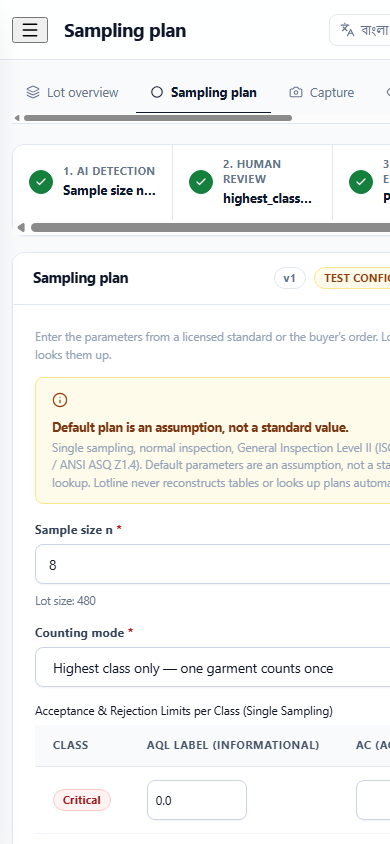 Sampling plan
বাংলা
Lot overview
Sampling plan
Capture
1. AI DETECTION
Sample size n...
2. HUMAN
REVIEW
highest_class...
3
Sampling plan
v1
TEST CONFIG
Enter the parameters from a licensed standard or the buyer's order. Lo
looks them up.
Default plan is an assumption, not a standard value.
Single sampling, normal inspection, General Inspection Level II (ISO
/ ANSI ASQ Z1.4). Default parameters are an assumption, not a sta
lookup. Lotline never reconstructs tables or looks up plans automa
Sample size n *
8
Lot size: 480
Counting mode *
Highest class only — one garment counts once
Acceptance & Rejection Limits per Class (Single Sampling)
CLASS
AQL LABEL (INFORMATIONAL)
AC (A
Critical
0.0